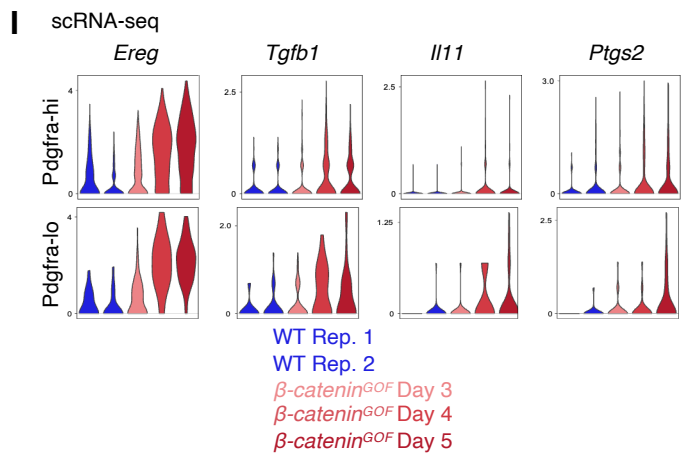 I scRNA-seq
Ereg Tgfb1 Il11 Ptgs2
Pdgfra-hi
4
0
2.5
0
2.5
0
3.0
0
Pdgfra-lo
4
0
2.0
0
1.25
0
2.5
0
WT Rep. 1
WT Rep. 2
β-catenin^GOF Day 3
β-catenin^GOF Day 4
β-catenin^GOF Day 5